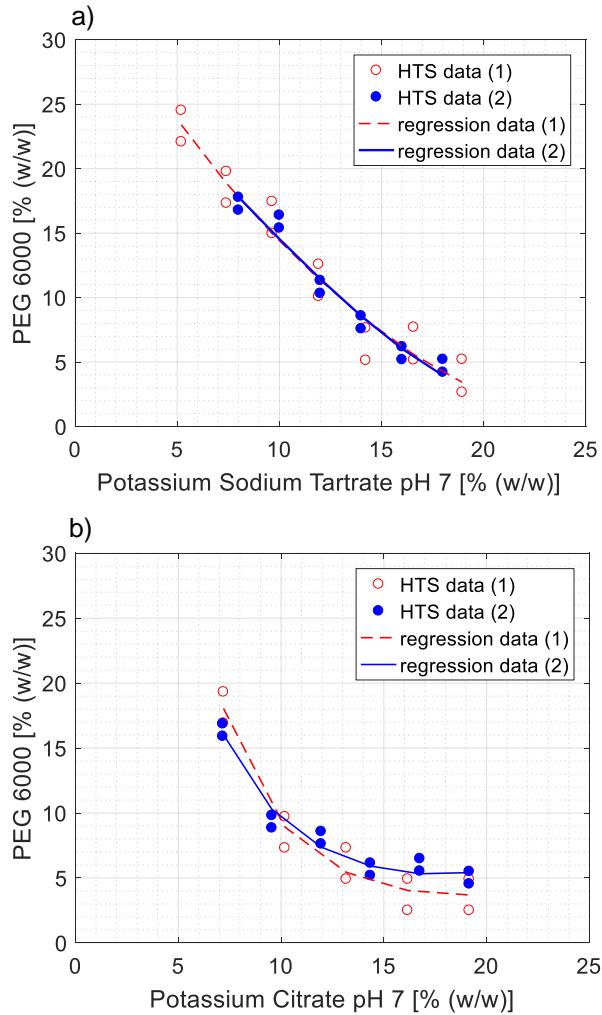 a)
30
25
20
15
10
5
0
PEG 6000 [% (w/w)]
HTS data (1)
HTS data (2)
regression data (1)
regression data (2)
0 5 10 15 20 25
Potassium Sodium Tartrate pH 7 [% (w/w)]
b)
30
25
20
15
10
5
0
PEG 6000 [% (w/w)]
HTS data (1)
HTS data (2)
regression data (1)
regression data (2)
0 5 10 15 20 25
Potassium Citrate pH 7 [% (w/w)]